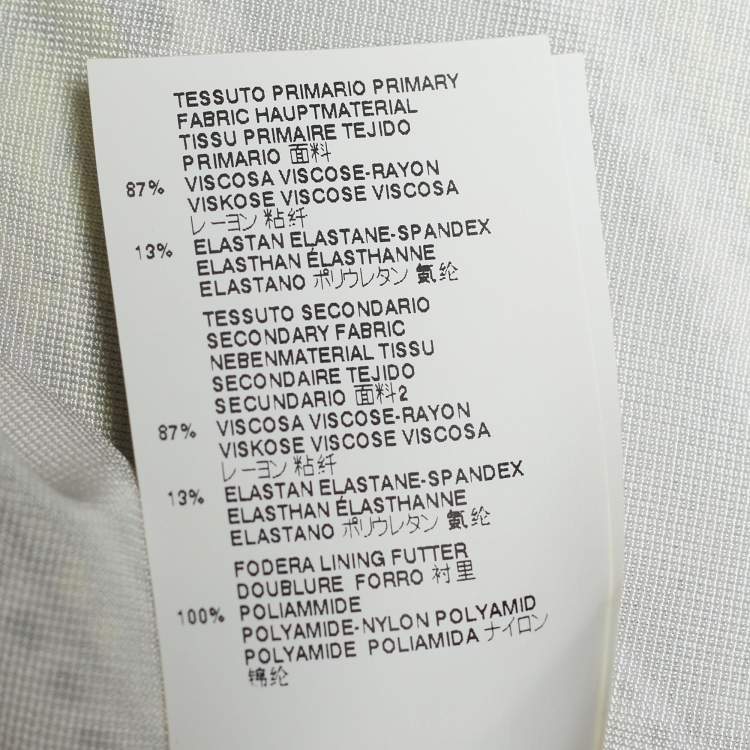 TESSUTO PRIMARIO PRIMARY
FABRIC HAUPTMATERIAL
TISSU PRIMAIRE TEJIDO
PRIMARIO 面料
87% VISCOSA VISCOSE-RAYON
VISKOSE VISCOSE VISCOSA
レーヨン 粘纤
13% ELASTAN ELASTANE-SPANDEX
ELASTHAN ÉLASTHANNE
ELASTANO ポリウレタン 氨纶
TESSUTO SECONDARIO
SECONDARY FABRIC
NEBENMATERIAL TISSU
SECONDAIRE TEJIDO
SECUNDARIO 面料2
87% VISCOSA VISCOSE-RAYON
VISKOSE VISCOSE VISCOSA
レーヨン 粘纤
13% ELASTAN ELASTANE-SPANDEX
ELASTHAN ÉLASTHANNE
ELASTANO ポリウレタン 氨纶
FODERA LINING FUTTER
DOUBLURE FORRO 衬里
100% POLIAMMIDE
POLYAMIDE-NYLON POLYAMID
POLYAMIDE POLIAMIDA ナイロン
锦纶